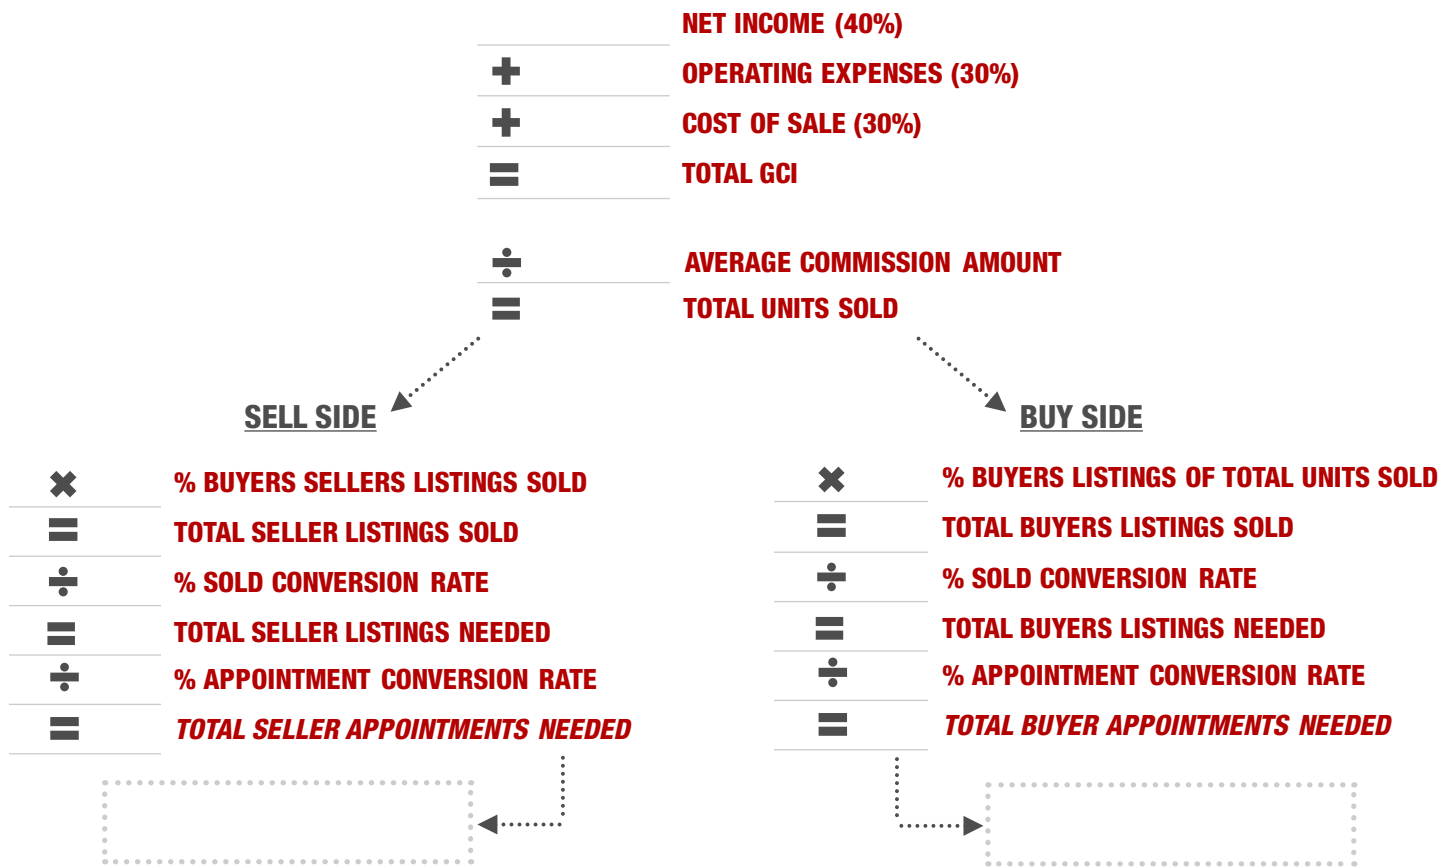 NET INCOME (40%)
+ OPERATING EXPENSES (30%)
+ COST OF SALE (30%)
= TOTAL GCI
÷ AVERAGE COMMISSION AMOUNT
= TOTAL UNITS SOLD
SELL SIDE
× % BUYERS SELLERS LISTINGS SOLD
= TOTAL SELLER LISTINGS SOLD
÷ % SOLD CONVERSION RATE
= TOTAL SELLER LISTINGS NEEDED
÷ % APPOINTMENT CONVERSION RATE
= TOTAL SELLER APPOINTMENTS NEEDED
BUY SIDE
× % BUYERS LISTINGS OF TOTAL UNITS SOLD
= TOTAL BUYERS LISTINGS SOLD
÷ % SOLD CONVERSION RATE
= TOTAL BUYERS LISTINGS NEEDED
÷ % APPOINTMENT CONVERSION RATE
= TOTAL BUYER APPOINTMENTS NEEDED